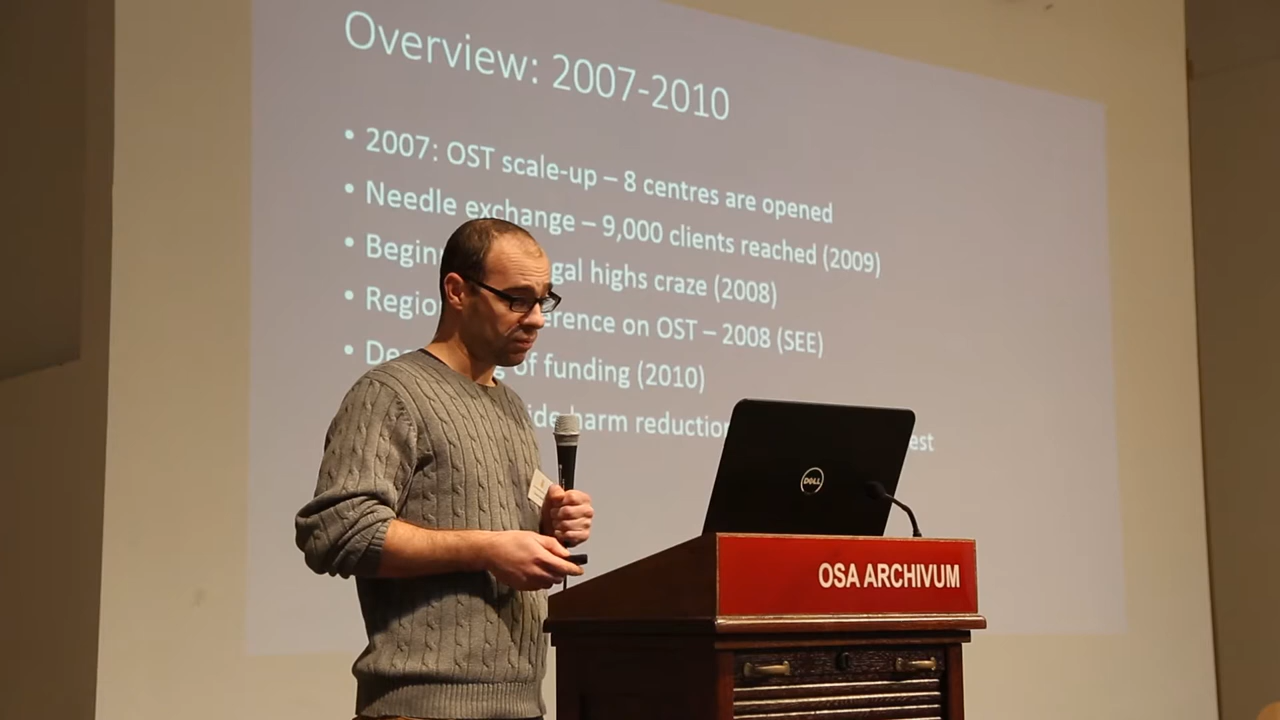 Overview: 2007-2010
• 2007: OST scale-up – 8 centres are opened
• Needle exchange – 9,000 clients reached (2009)
• Begin gal highs craze (2008)
• Regio erence on OST – 2008 (SEE)
• De g of funding (2010)
ide harm reduction est
DELL
OSA ARCHIVUM